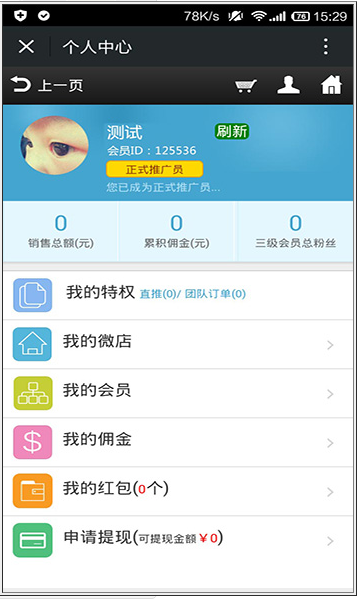 78K/s 76 15:29
个人中心
上一页
测试 刷新
会员ID：125536
正式推广员
您已成为正式推广员...
0 0 0
销售总额(元) 累积佣金(元) 三级会员总粉丝
我的特权 直推(0)/ 团队订单(0)
我的微店
我的会员
$ 我的佣金
我的红包(0个)
申请提现(可提现金额￥0)